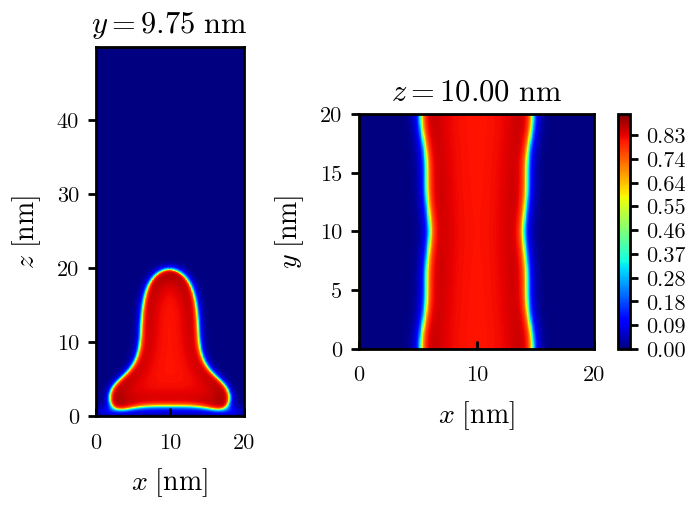 y = 9.75 nm
z [nm]
40
30
20
10
0
0 10 20
x [nm]
z = 10.00 nm
y [nm]
20
15
10
5
0
0 10 20
x [nm]
0.83
0.74
0.64
0.55
0.46
0.37
0.28
0.18
0.09
0.00